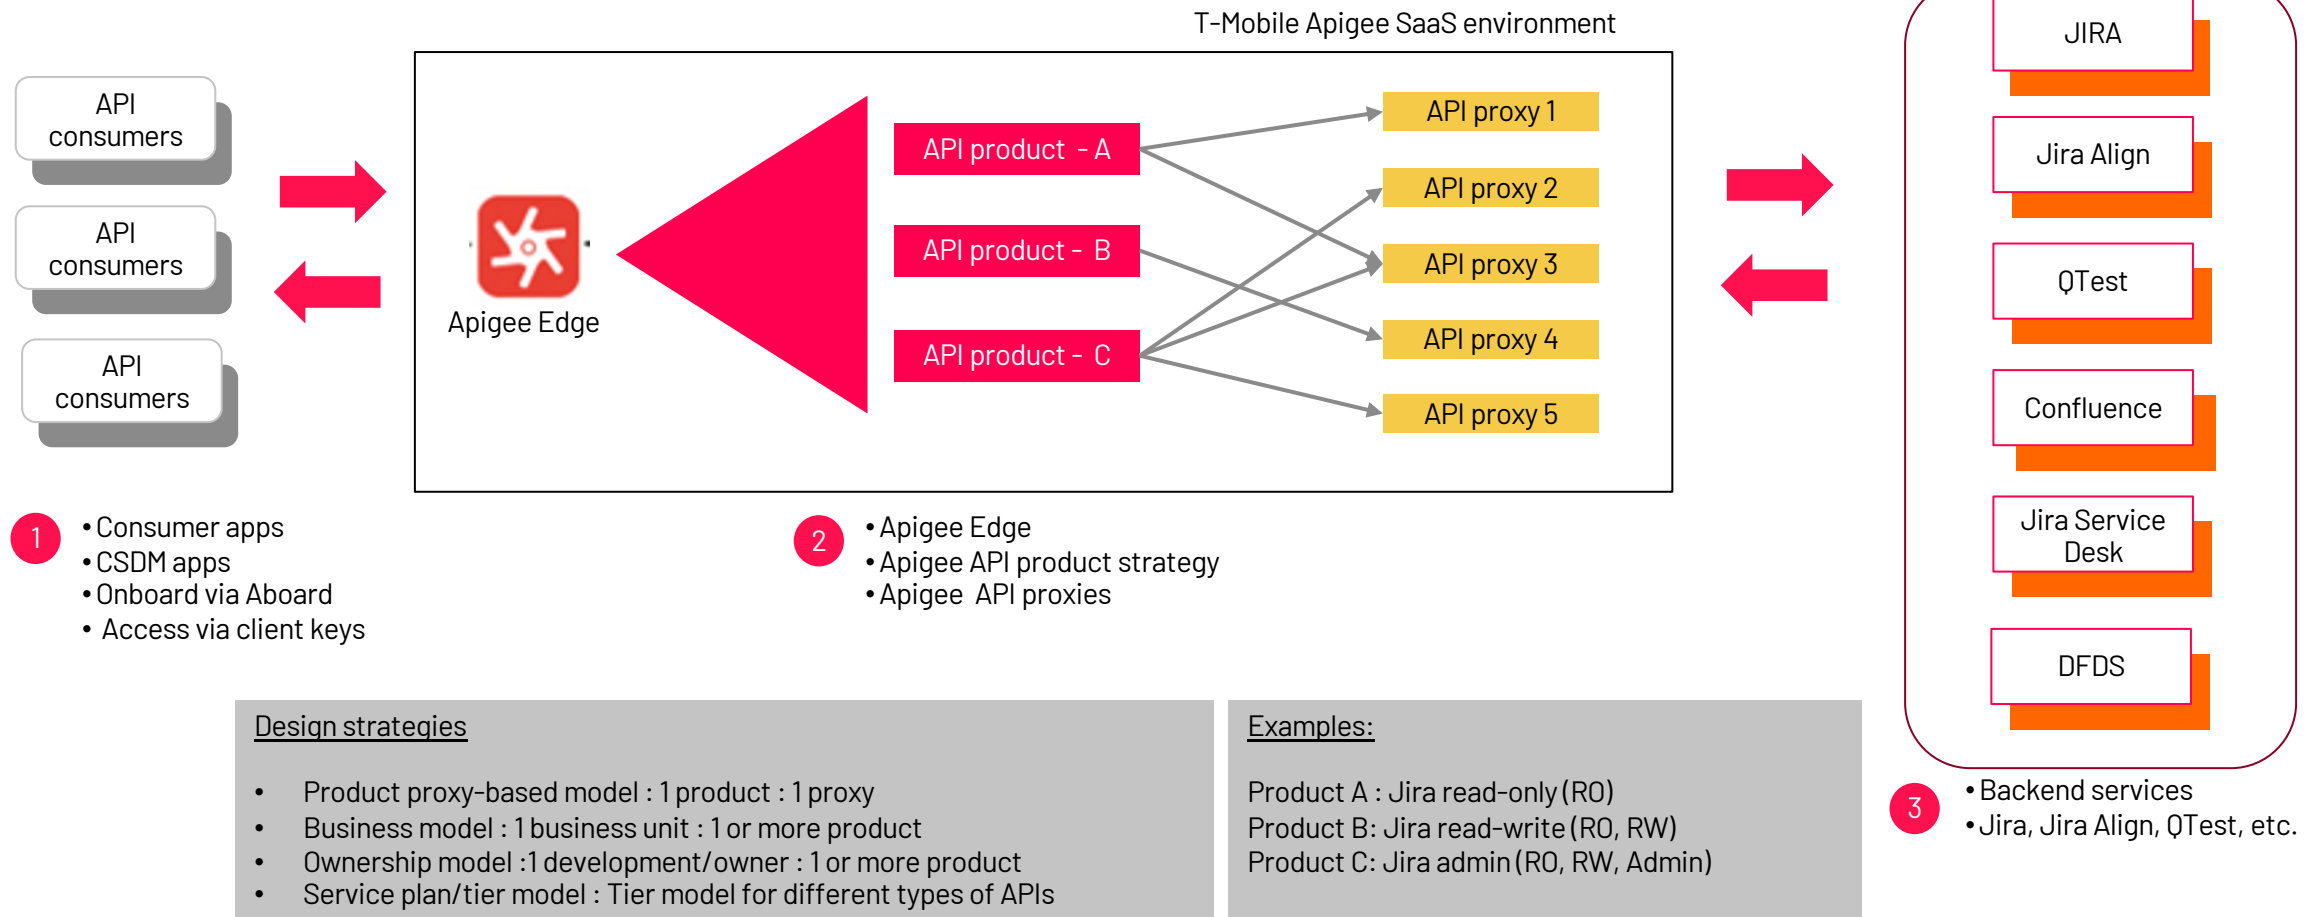 T-Mobile Apigee SaaS environment
API
consumers
API
consumers
API
consumers
Apigee Edge
API product - A
API product - B
API product - C
API proxy 1
API proxy 2
API proxy 3
API proxy 4
API proxy 5
JIRA
Jira Align
QTest
Confluence
Jira Service
Desk
DFDS
1
• Consumer apps
• CSDM apps
• Onboard via Aboard
• Access via client keys
2
• Apigee Edge
• Apigee API product strategy
• Apigee API proxies
3
• Backend services
• Jira, Jira Align, QTest, etc.
Design strategies
• Product proxy-based model : 1 product : 1 proxy
• Business model : 1 business unit : 1 or more product
• Ownership model :1 development/owner : 1 or more product
• Service plan/tier model : Tier model for different types of APIs
Examples:
Product A : Jira read-only (RO)
Product B: Jira read-write (RO, RW)
Product C: Jira admin (RO, RW, Admin)